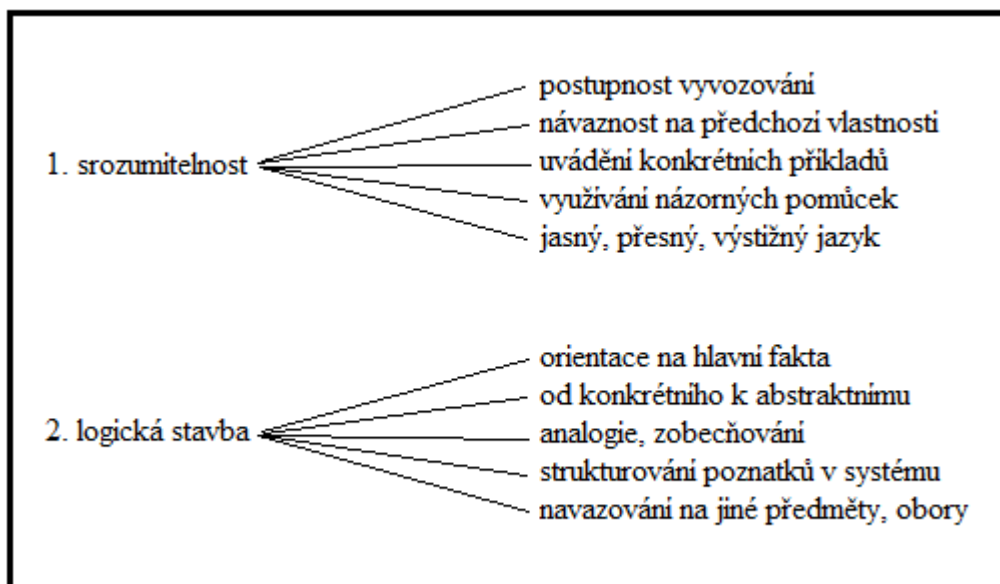 1. srozumitelnost
postupnost vyvozování
návaznost na předchozí vlastnosti
uvádění konkrétních příkladů
využívání názorných pomůcek
jasný, přesný, výstižný jazyk
2. logická stavba
orientace na hlavní fakta
od konkrétního k abstraktnímu
analogie, zobecňování
strukturování poznatků v systému
navazování na jiné předměty, obory